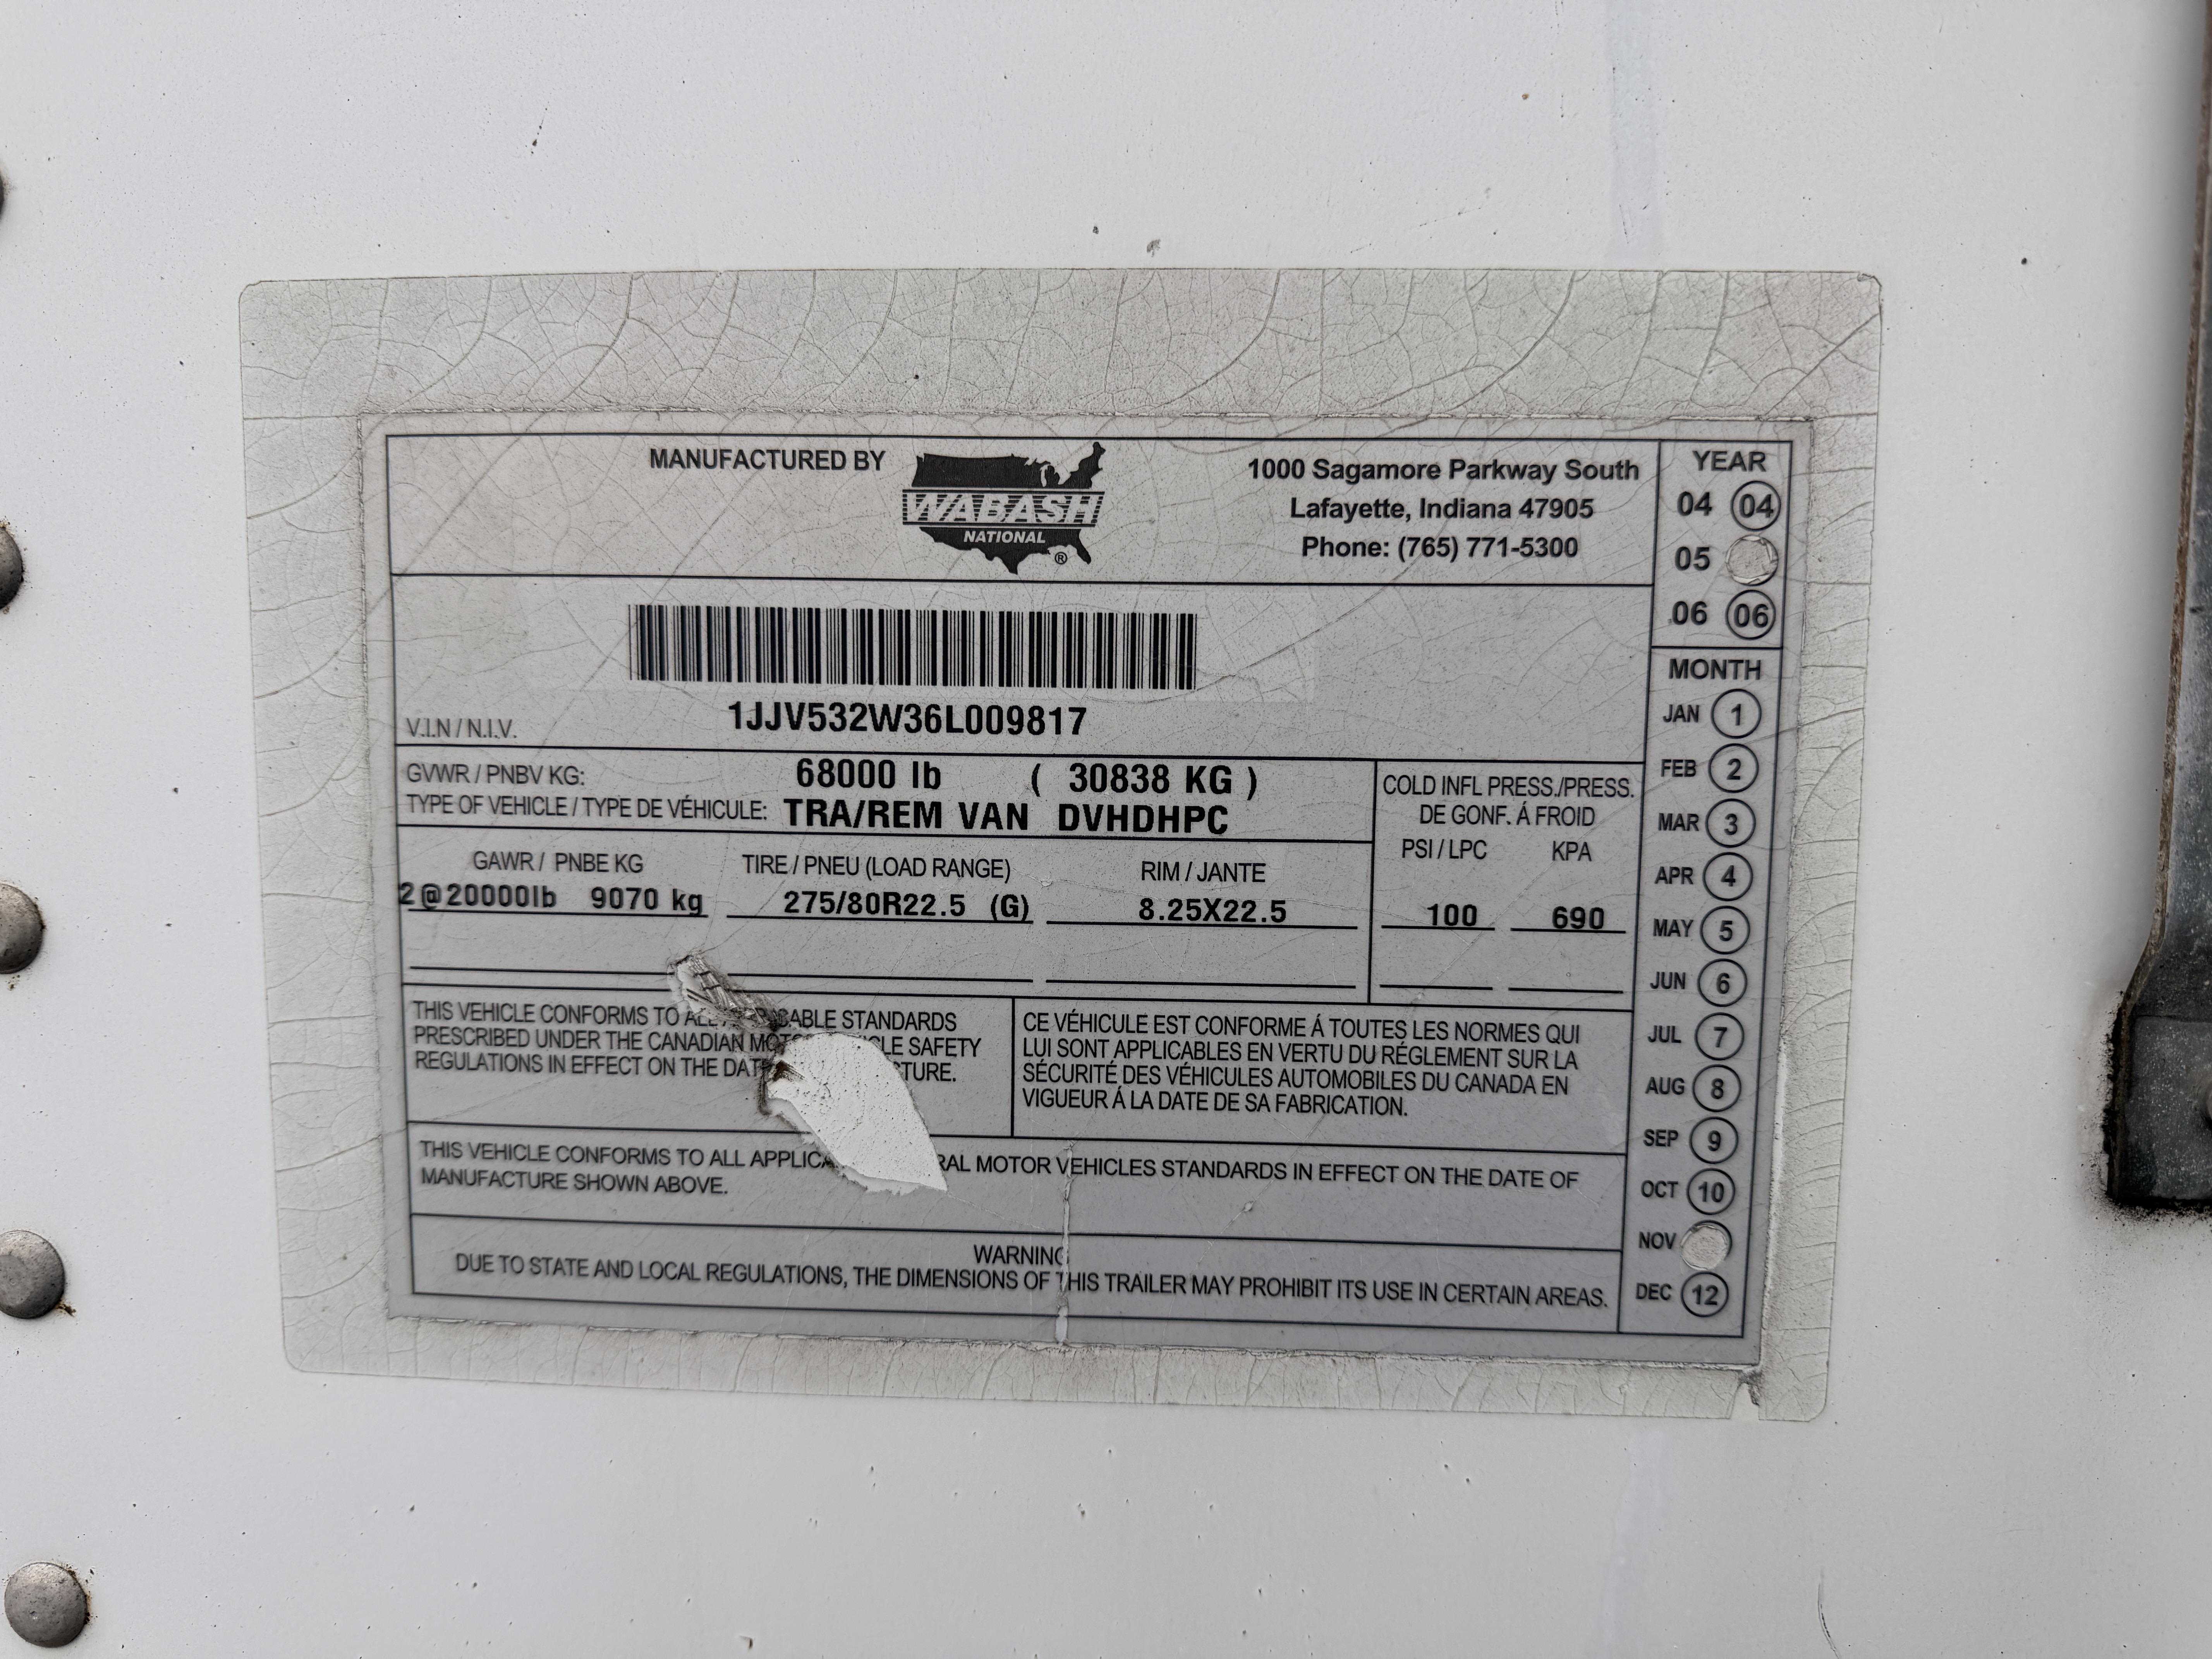 MANUFACTURED BY
WABASH
NATIONAL
®
1000 Sagamore Parkway South
Lafayette, Indiana 47905
Phone: (765) 771-5300
YEAR
04 04
05
06 06
V.I.N / N.I.V. 1JJV532W36L009817
GVWR / PNBV KG: 68000 lb ( 30838 KG )
TYPE OF VEHICLE / TYPE DE VÉHICULE: TRA/REM VAN DVHDHPC
GAWR / PNBE KG TIRE / PNEU (LOAD RANGE) RIM / JANTE
2@20000lb 9070 kg 275/80R22.5 (G) 8.25X22.5
COLD INFL PRESS./PRESS.
DE GONF. Á FROID
PSI / LPC KPA
100 690
THIS VEHICLE CONFORMS TO STANDARDS
PRESCRIBED UNDER THE CANADIAN SAFETY
REGULATIONS IN EFFECT ON THE
CE VÉHICULE EST CONFORME Á TOUTES LES NORMES QUI
LUI SONT APPLICABLES EN VERTU DU RÉGLEMENT SUR LA
SÉCURITÉ DES VÉHICULES AUTOMOBILES DU CANADA EN
VIGUEUR Á LA DATE DE SA FABRICATION.
THIS VEHICLE CONFORMS TO ALL MOTOR VEHICLES STANDARDS IN EFFECT ON THE DATE OF
MANUFACTURE SHOWN ABOVE.
WARNING
DUE TO STATE AND LOCAL REGULATIONS, THE DIMENSIONS OF THIS TRAILER MAY PROHIBIT ITS USE IN CERTAIN AREAS.
MONTH
JAN 1
FEB 2
MAR 3
APR 4
MAY 5
JUN 6
JUL 7
AUG 8
SEP 9
OCT 10
NOV
DEC 12